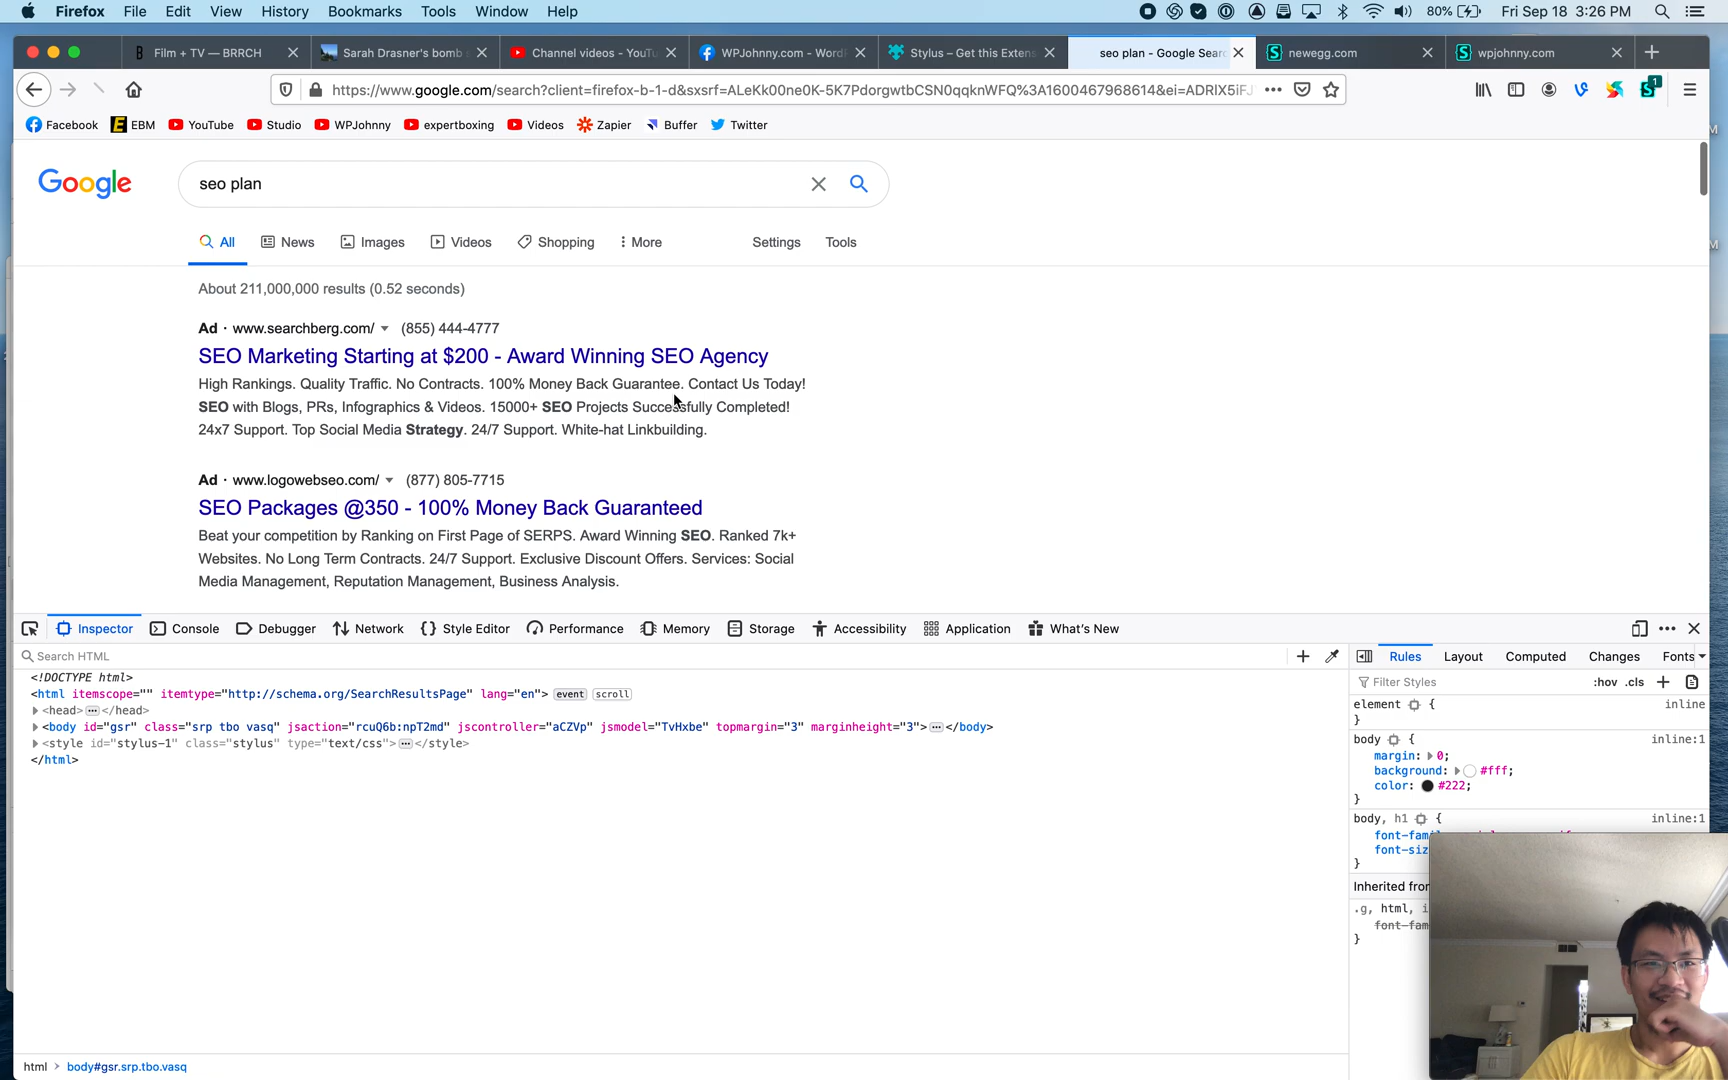 Firefox File Edit View History Bookmarks Tools Window Help 80% Fri Sep 18 3:26 PM
Film + TV — BRRCH Sarah Drasner's bomb Channel videos - YouTu WPJohnny.com - Word Stylus – Get this Extens seo plan - Google Sear newegg.com wpjohnny.com
https://www.google.com/search?client=firefox-b-1-d&sxsrf=ALeKk00ne0K-5K7PdorgwtbCSN0qqknWFQ%3A1600467968614&ei=ADRIX5iFJ 1
Facebook EBM YouTube Studio WPJohnny expertboxing Videos Zapier Buffer Twitter
Google seo plan
All News Images Videos Shopping More Settings Tools
About 211,000,000 results (0.52 seconds)
Ad · www.searchberg.com/ (855) 444-4777
SEO Marketing Starting at $200 - Award Winning SEO Agency
High Rankings. Quality Traffic. No Contracts. 100% Money Back Guarantee. Contact Us Today!
SEO with Blogs, PRs, Infographics & Videos. 15000+ SEO Projects Successfully Completed!
24x7 Support. Top Social Media Strategy. 24/7 Support. White-hat Linkbuilding.
Ad · www.logowebseo.com/ (877) 805-7715
SEO Packages @350 - 100% Money Back Guaranteed
Beat your competition by Ranking on First Page of SERPS. Award Winning SEO. Ranked 7k+
Websites. No Long Term Contracts. 24/7 Support. Exclusive Discount Offers. Services: Social
Media Management, Reputation Management, Business Analysis.
Inspector Console Debugger Network Style Editor Performance Memory Storage Accessibility Application What's New
Search HTML
<!DOCTYPE html>
<html itemscope="" itemtype="http://schema.org/SearchResultsPage" lang="en"> event scroll
<head> </head>
<body id="gsr" class="srp tbo vasq" jsaction="rcuQ6b:npT2md" jscontroller="aCZVp" jsmodel="TvHxbe" topmargin="3" marginheight="3"> </body>
<style id="stylus-1" class="stylus" type="text/css"> </style>
</html>
html > body#gsr.srp.tbo.vasq
Rules Layout Computed Changes Fonts
Filter Styles :hov .cls
element { inline
}
body { inline:1
margin: 0;
background: #fff;
color: #222;
}
body, h1 { inline:1
font-fami
font-siz
}
Inherited fror
.g, html, i
font-fam
}